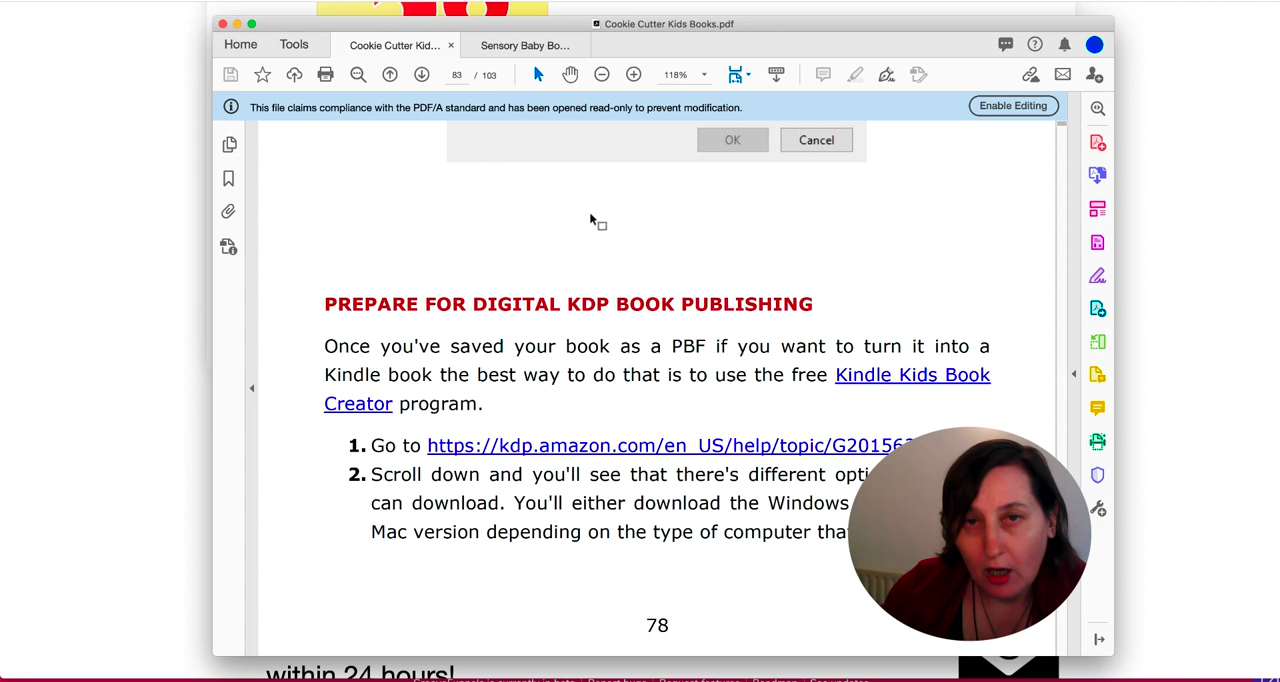 Cookie Cutter Kids Books.pdf
Home Tools Cookie Cutter Kid... × Sensory Baby Bo...
83 / 103 118%
This file claims compliance with the PDF/A standard and has been opened read-only to prevent modification. Enable Editing
OK Cancel
PREPARE FOR DIGITAL KDP BOOK PUBLISHING
Once you've saved your book as a PBF if you want to turn it into a
Kindle book the best way to do that is to use the free Kindle Kids Book
Creator program.
1. Go to https://kdp.amazon.com/en_US/help/topic/G20156
2. Scroll down and you'll see that there's different opti
can download. You'll either download the Windows
Mac version depending on the type of computer tha
78
within 24 hours!